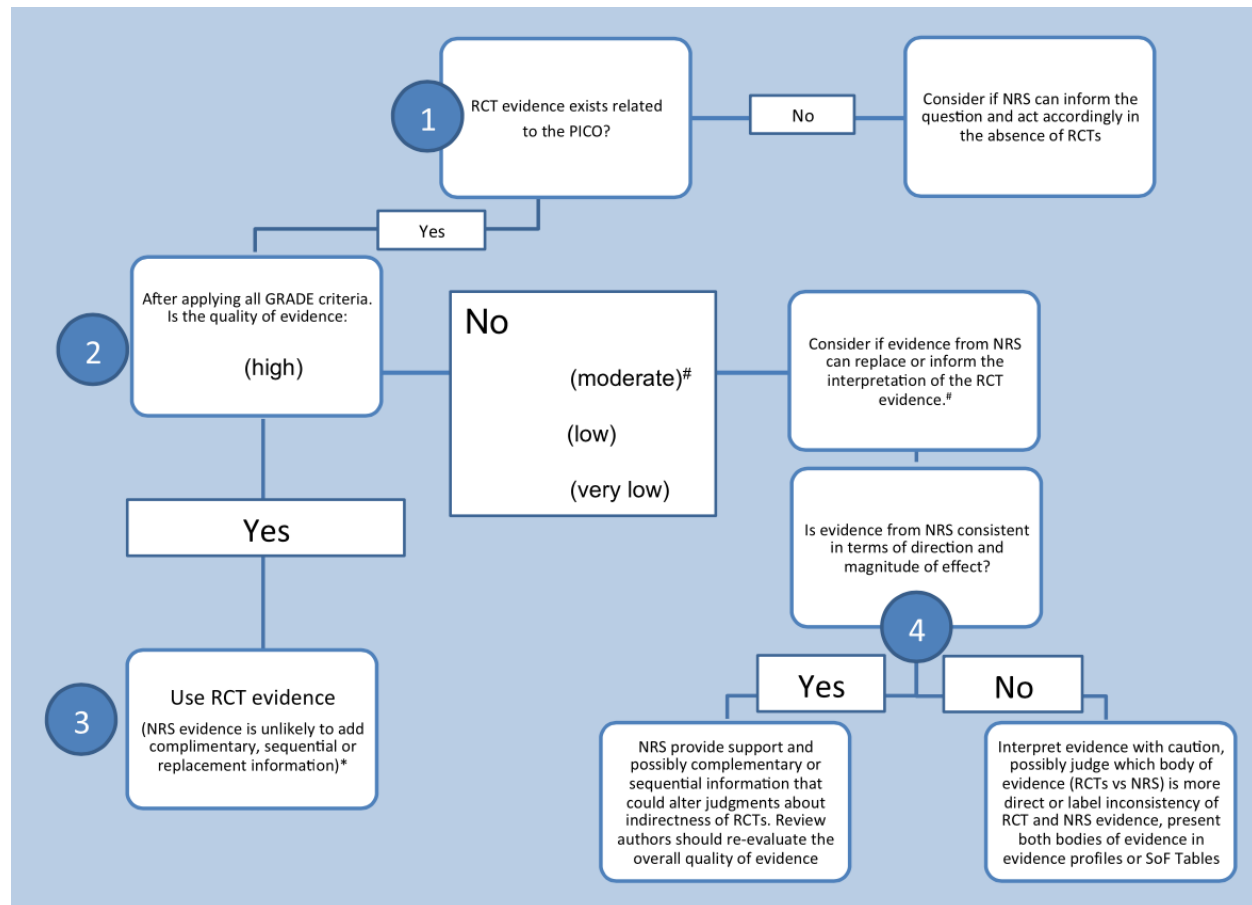 1
RCT evidence exists related
to the PICO?
No
Consider if NRS can inform the
question and act accordingly in
the absence of RCTs
Yes
2
After applying all GRADE criteria.
Is the quality of evidence:
(high)
No
(moderate)#
(low)
(very low)
Consider if evidence from NRS
can replace or inform the
interpretation of the RCT
evidence.#
Is evidence from NRS consistent
in terms of direction and
magnitude of effect?
Yes
3
Use RCT evidence
(NRS evidence is unlikely to add
complimentary, sequential or
replacement information)*
4
Yes
No
NRS provide support and
possibly complementary or
sequential information that
could alter judgments about
indirectness of RCTs. Review
authors should re-evaluate the
overall quality of evidence
Interpret evidence with caution,
possibly judge which body of
evidence (RCTs vs NRS) is more
direct or label inconsistency of
RCT and NRS evidence, present
both bodies of evidence in
evidence profiles or SoF Tables